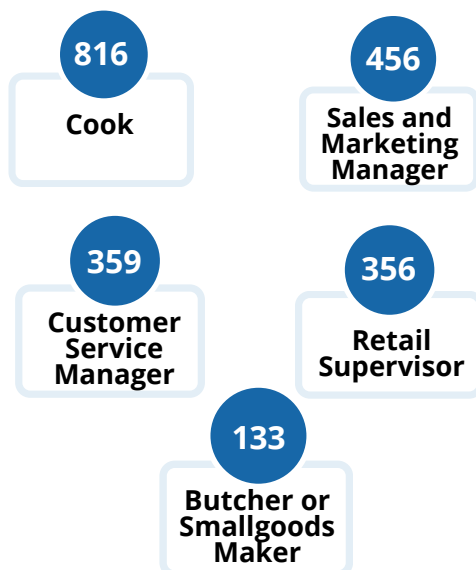 816
Cook
456
Sales and
Marketing
Manager
359
Customer
Service
Manager
356
Retail
Supervisor
133
Butcher or
Smallgoods
Maker